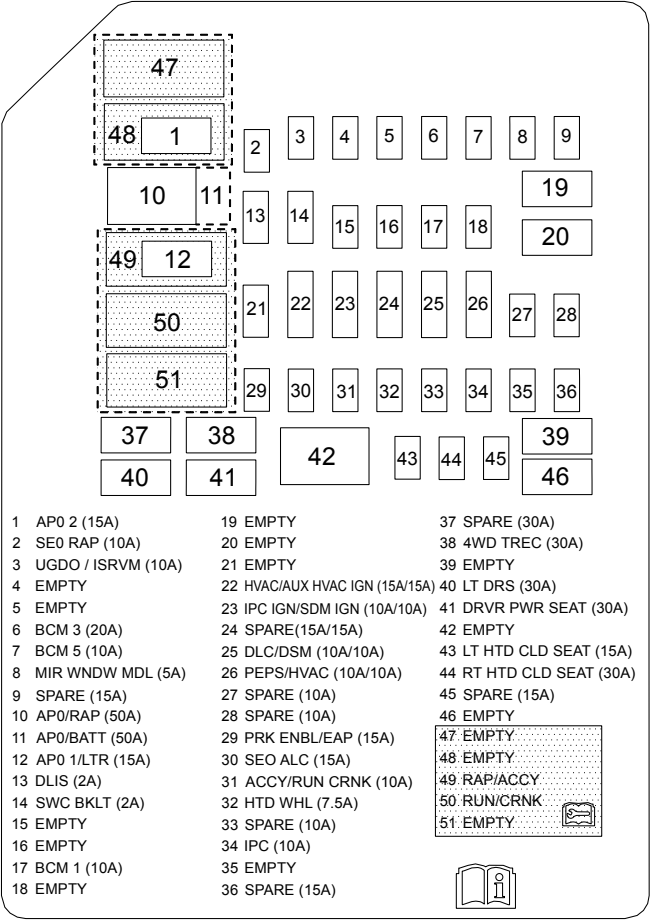 47
48 1
2 3 4 5 6 7 8 9
10 11
13 14 15 16 17 18
19
20
49 12
50
21 22 23 24 25 26 27 28
51
29 30 31 32 33 34 35 36
37 38
40 41
42 43 44 45
39
46
1 AP0 2 (15A)
2 SE0 RAP (10A)
3 UGDO / ISRVM (10A)
4 EMPTY
5 EMPTY
6 BCM 3 (20A)
7 BCM 5 (10A)
8 MIR WNDW MDL (5A)
9 SPARE (15A)
10 AP0/RAP (50A)
11 AP0/BATT (50A)
12 AP0 1/LTR (15A)
13 DLIS (2A)
14 SWC BKLT (2A)
15 EMPTY
16 EMPTY
17 BCM 1 (10A)
18 EMPTY
19 EMPTY
20 EMPTY
21 EMPTY
22 HVAC/AUX HVAC IGN (15A/15A)
23 IPC IGN/SDM IGN (10A/10A)
24 SPARE(15A/15A)
25 DLC/DSM (10A/10A)
26 PEPS/HVAC (10A/10A)
27 SPARE (10A)
28 SPARE (10A)
29 PRK ENBL/EAP (15A)
30 SEO ALC (15A)
31 ACCY/RUN CRNK (10A)
32 HTD WHL (7.5A)
33 SPARE (10A)
34 IPC (10A)
35 EMPTY
36 SPARE (15A)
37 SPARE (30A)
38 4WD TREC (30A)
39 EMPTY
40 LT DRS (30A)
41 DRVR PWR SEAT (30A)
42 EMPTY
43 LT HTD CLD SEAT (15A)
44 RT HTD CLD SEAT (30A)
45 SPARE (15A)
46 EMPTY
47 EMPTY
48 EMPTY
49 RAP/ACCY
50 RUN/CRNK
51 EMPTY